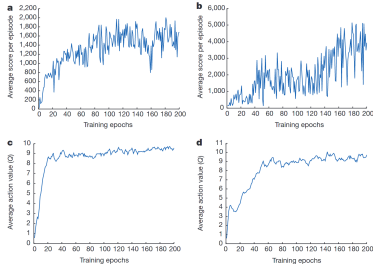 a
2,200
2,000
1,800
1,600
1,400
1,200
1,000
800
600
400
200
0
Average score per episode
0 20 40 60 80 100 120 140 160 180 200
Training epochs
b
6,000
5,000
4,000
3,000
2,000
1,000
0
Average score per episode
0 20 40 60 80 100 120 140 160 180 200
Training epochs
c
10
9
8
7
6
5
4
3
2
1
0
Average action value (Q)
0 20 40 60 80 100 120 140 160 180 200
Training epochs
d
11
10
9
8
7
6
5
4
3
2
1
0
Average action value (Q)
0 20 40 60 80 100 120 140 160 180 200
Training epochs